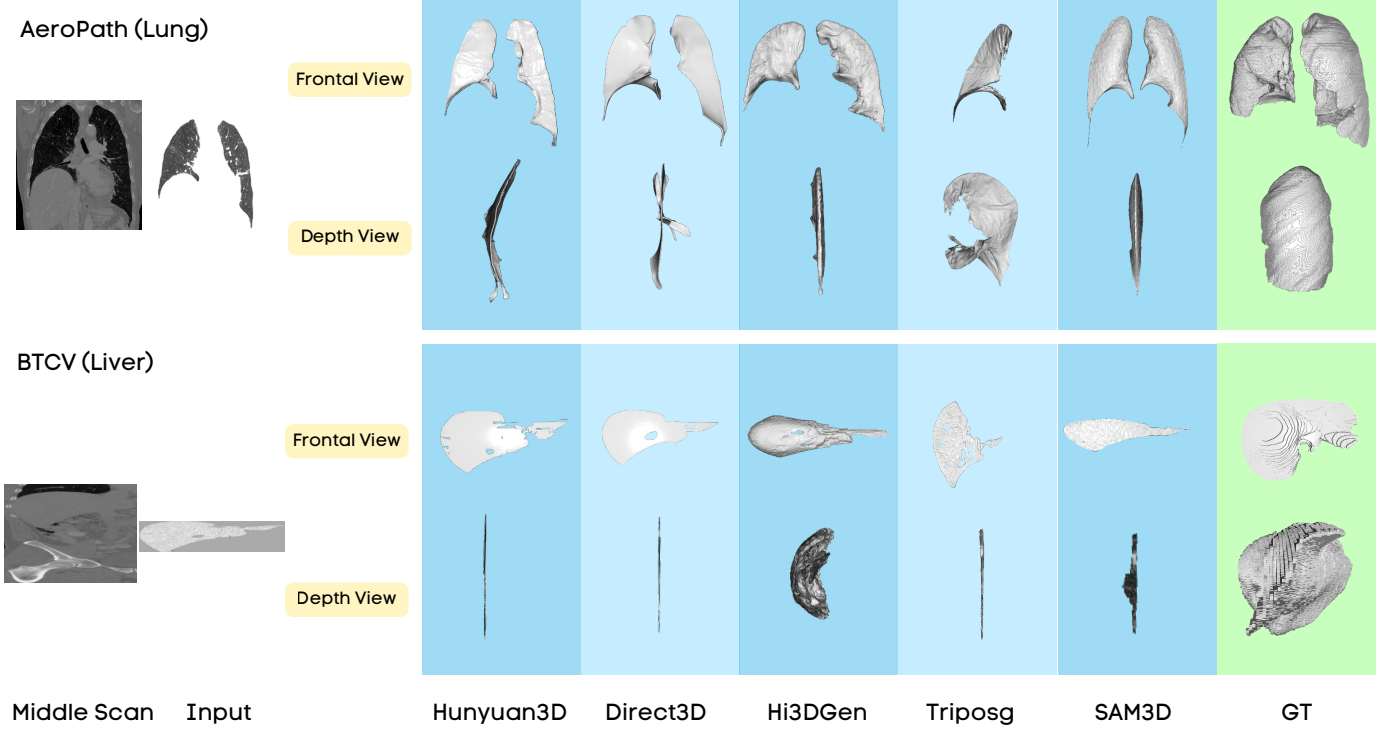 AeroPath (Lung)
Frontal View
Depth View
BTCV (Liver)
Frontal View
Depth View
Middle Scan Input Hunyuan3D Direct3D Hi3DGen Triposg SAM3D GT